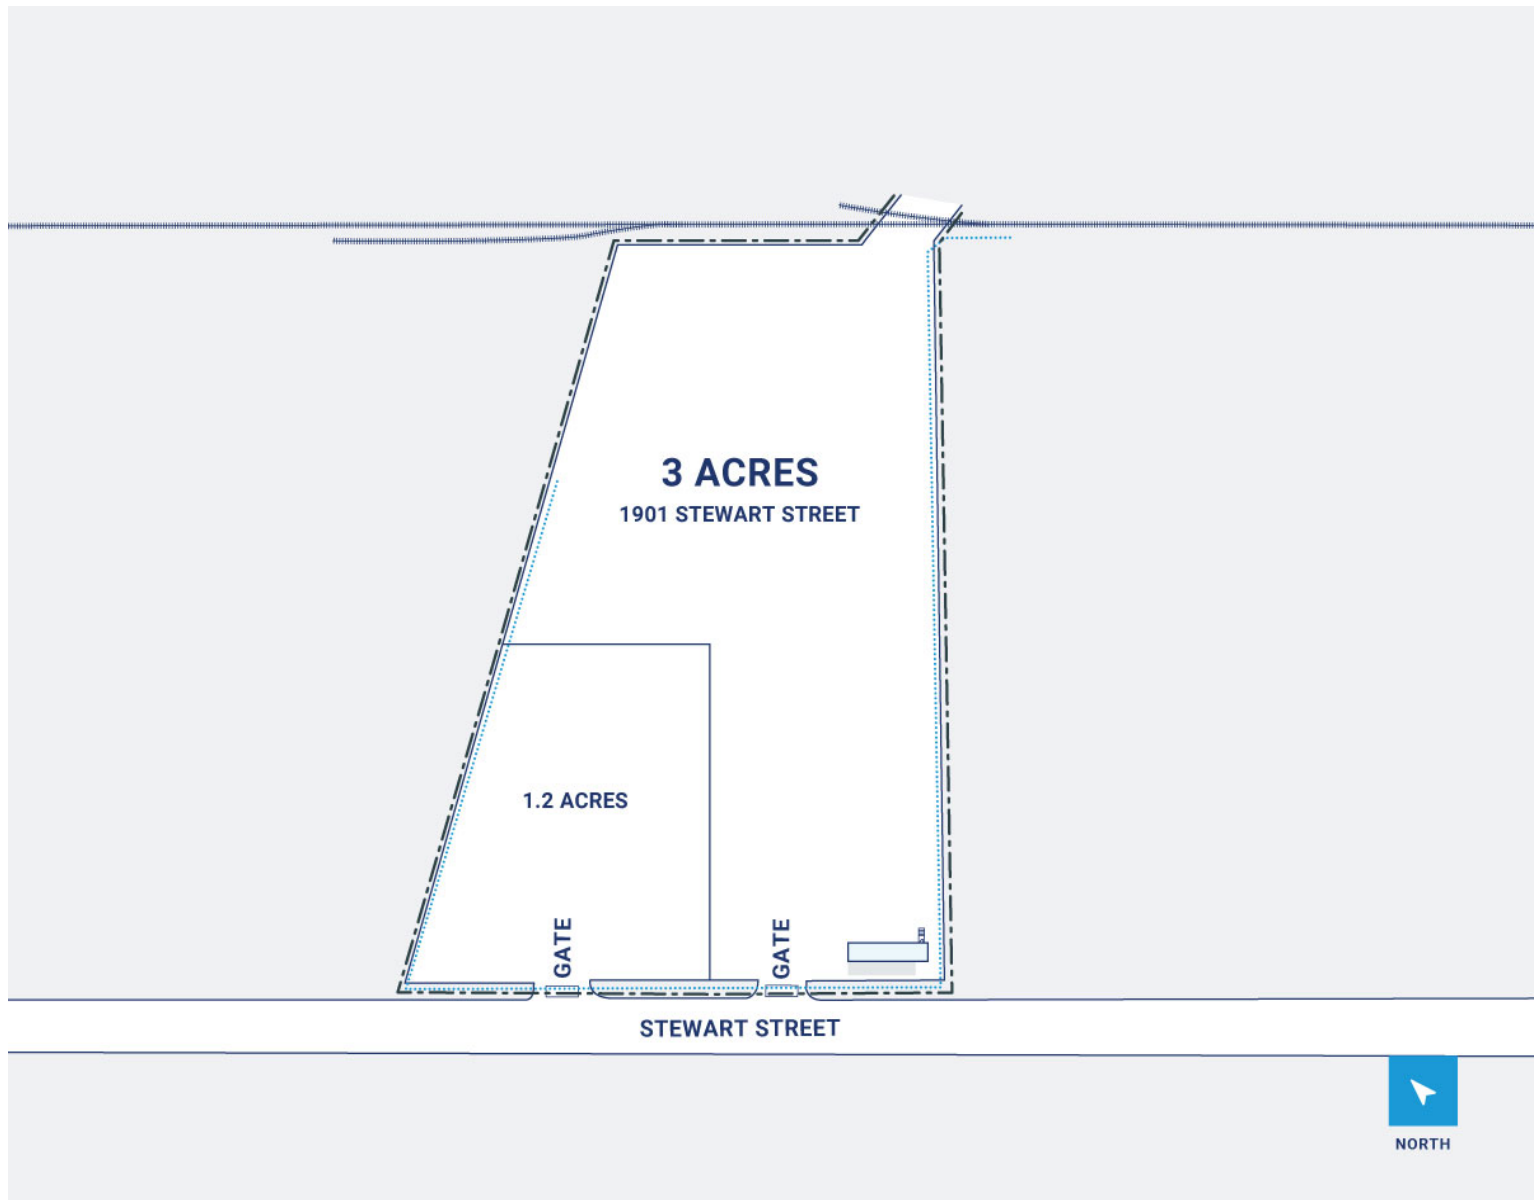 3 ACRES
1901 STEWART STREET
1.2 ACRES
GATE
GATE
STEWART STREET
NORTH